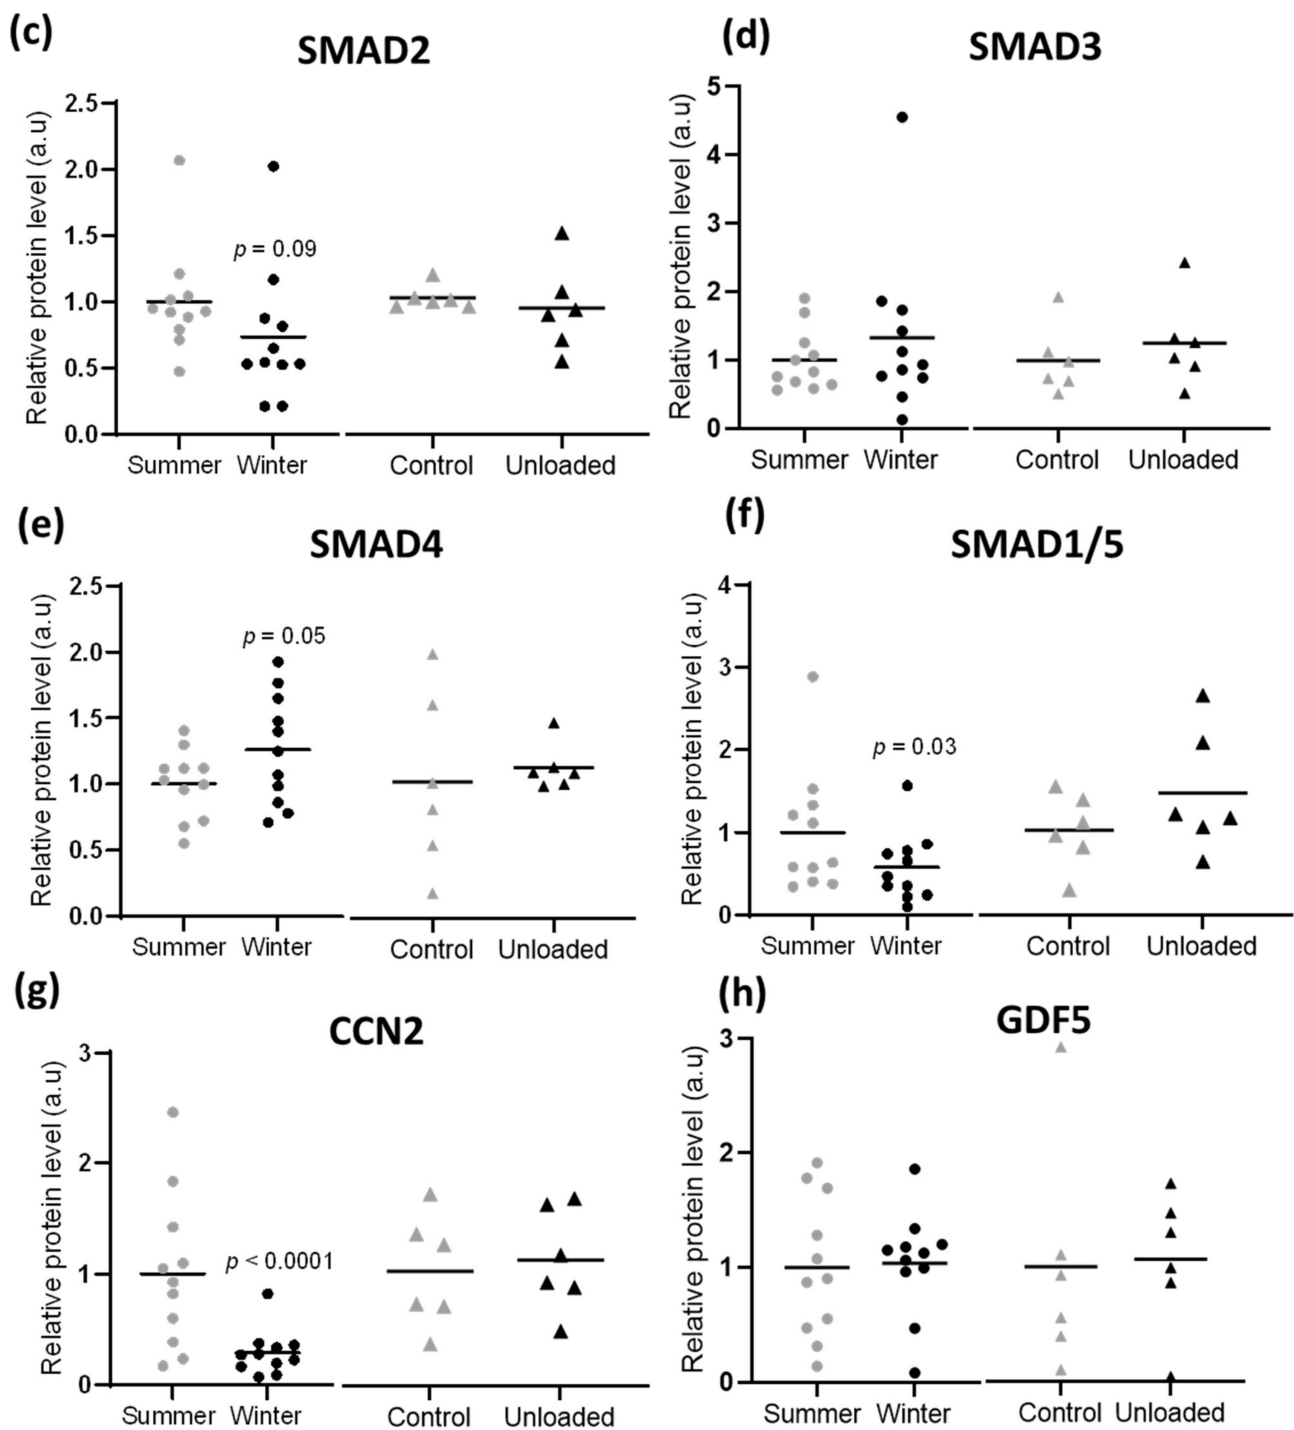 (c)
SMAD2
Relative protein level (a.u)
2.5
2.0
1.5
1.0
0.5
0.0
p = 0.09
Summer Winter Control Unloaded
(d)
SMAD3
Relative protein level (a.u)
5
4
3
2
1
0
Summer Winter Control Unloaded
(e)
SMAD4
Relative protein level (a.u)
2.5
2.0
1.5
1.0
0.5
0.0
p = 0.05
Summer Winter Control Unloaded
(f)
SMAD1/5
Relative protein level (a.u)
4
3
2
1
0
p = 0.03
Summer Winter Control Unloaded
(g)
CCN2
Relative protein level (a.u)
3
2
1
0
p < 0.0001
Summer Winter Control Unloaded
(h)
GDF5
Relative protein level (a.u)
3
2
1
0
Summer Winter Control Unloaded